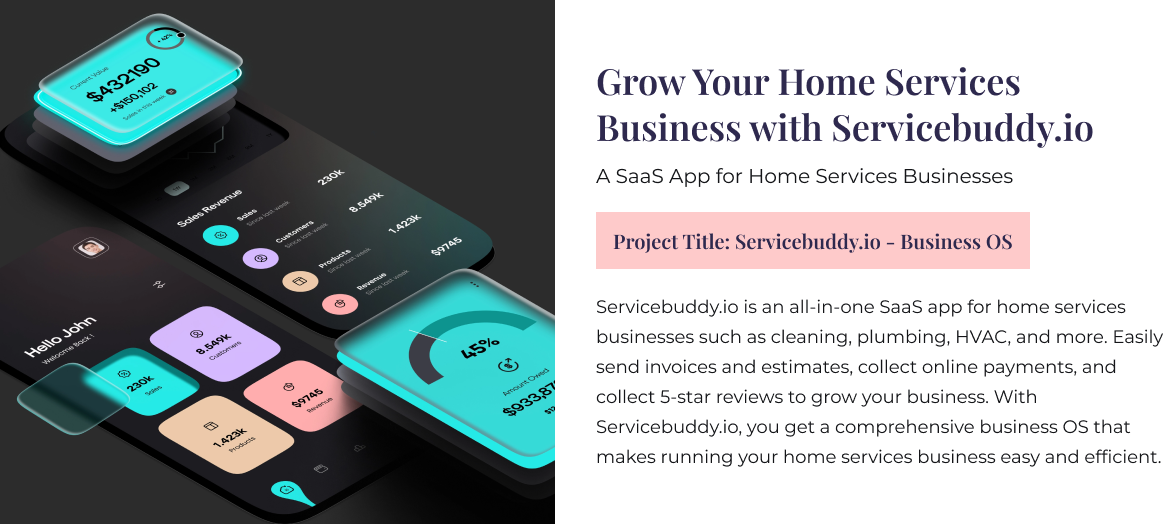 Current Value
$432190
+$150,102
Sales in this week
Sales Revenue
Sales
Since last week
230k
Customers
Since last week
8.549k
Products
Since last week
1.423k
Revenue
Since last week
$9745
Hello John
Welcome Back !
230k
Sales
8.549k
Customers
1.423k
Products
$9745
Revenue
45%
Amount Owed
Grow Your Home Services
Business with Servicebuddy.io
A SaaS App for Home Services Businesses
Project Title: Servicebuddy.io - Business OS
Servicebuddy.io is an all-in-one SaaS app for home services
businesses such as cleaning, plumbing, HVAC, and more. Easily
send invoices and estimates, collect online payments, and
collect 5-star reviews to grow your business. With
Servicebuddy.io, you get a comprehensive business OS that
makes running your home services business easy and efficient.